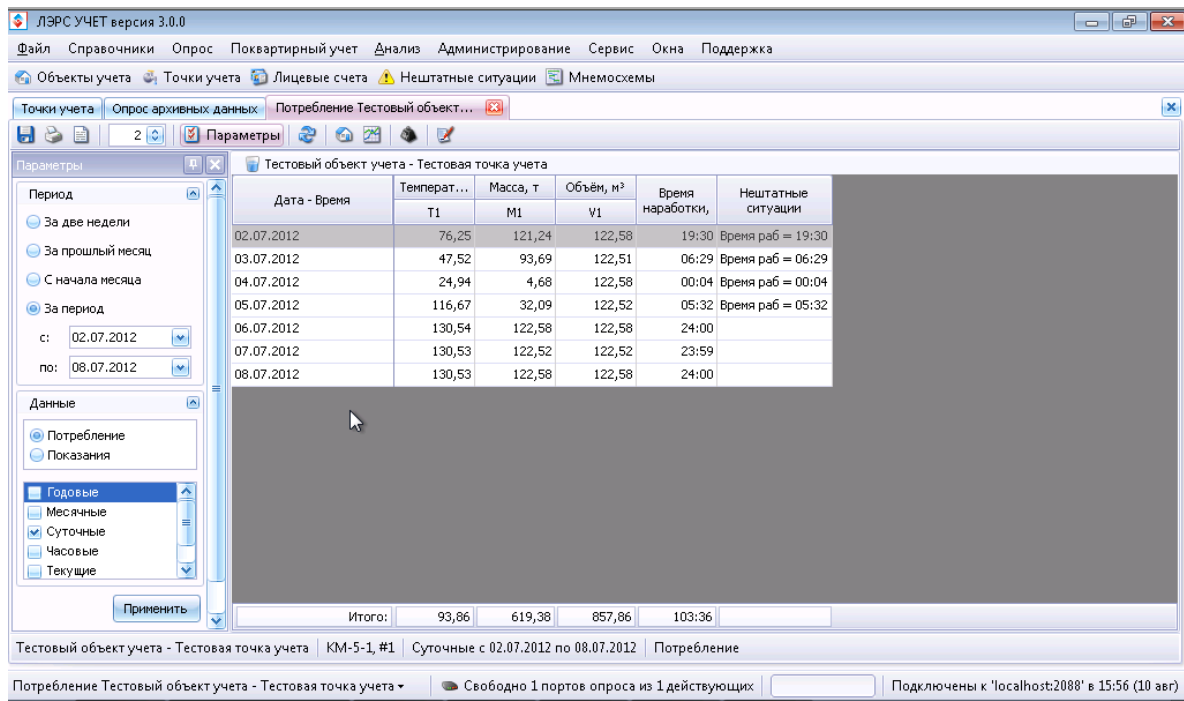 ЛЭРС УЧЕТ версия 3.0.0
Файл Справочники Опрос Поквартирный учет Анализ Администрирование Сервис Окна Поддержка
Объекты учета Точки учета Лицевые счета Нештатные ситуации Мнемосхемы
Точки учета Опрос архивных данных Потребление Тестовый объект...
2 Параметры
Параметры
Период
За две недели
За прошлый месяц
С начала месяца
За период
с: 02.07.2012
по: 08.07.2012
Данные
Потребление
Показания
Годовые
Месячные
Суточные
Часовые
Текущие
Применить
Тестовый объект учета - Тестовая точка учета
Дата - Время Температ... Масса, т Объём, м³ Время наработки, Нештатные ситуации
T1 M1 V1
02.07.2012 76,25 121,24 122,58 19:30 Время раб = 19:30
03.07.2012 47,52 93,69 122,51 06:29 Время раб = 06:29
04.07.2012 24,94 4,68 122,58 00:04 Время раб = 00:04
05.07.2012 116,67 32,09 122,52 05:32 Время раб = 05:32
06.07.2012 130,54 122,58 122,58 24:00
07.07.2012 130,53 122,52 122,52 23:59
08.07.2012 130,53 122,58 122,58 24:00
Итого: 93,86 619,38 857,86 103:36
Тестовый объект учета - Тестовая точка учета КМ-5-1, #1 Суточные с 02.07.2012 по 08.07.2012 Потребление
Потребление Тестовый объект учета - Тестовая точка учета Свободно 1 портов опроса из 1 действующих Подключены к 'localhost:2088' в 15:56 (10 авг)